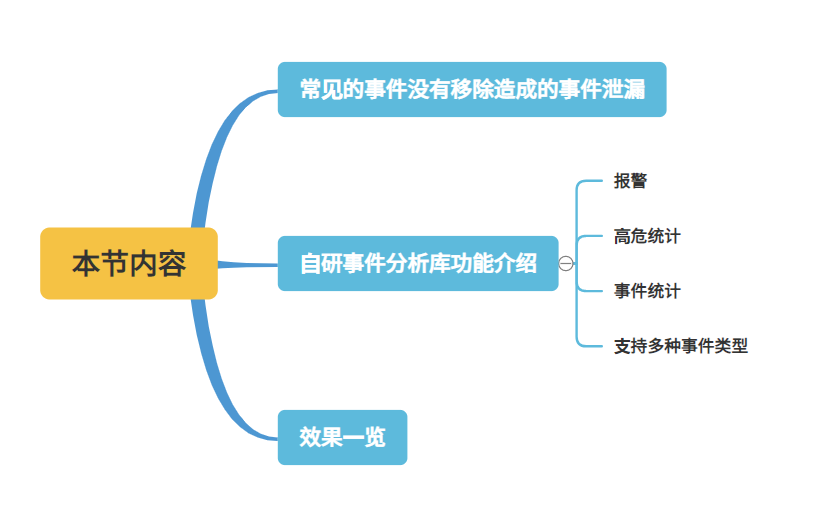 本节内容
常见的事件没有移除造成的事件泄漏
自研事件分析库功能介绍
报警
高危统计
事件统计
支持多种事件类型
效果一览